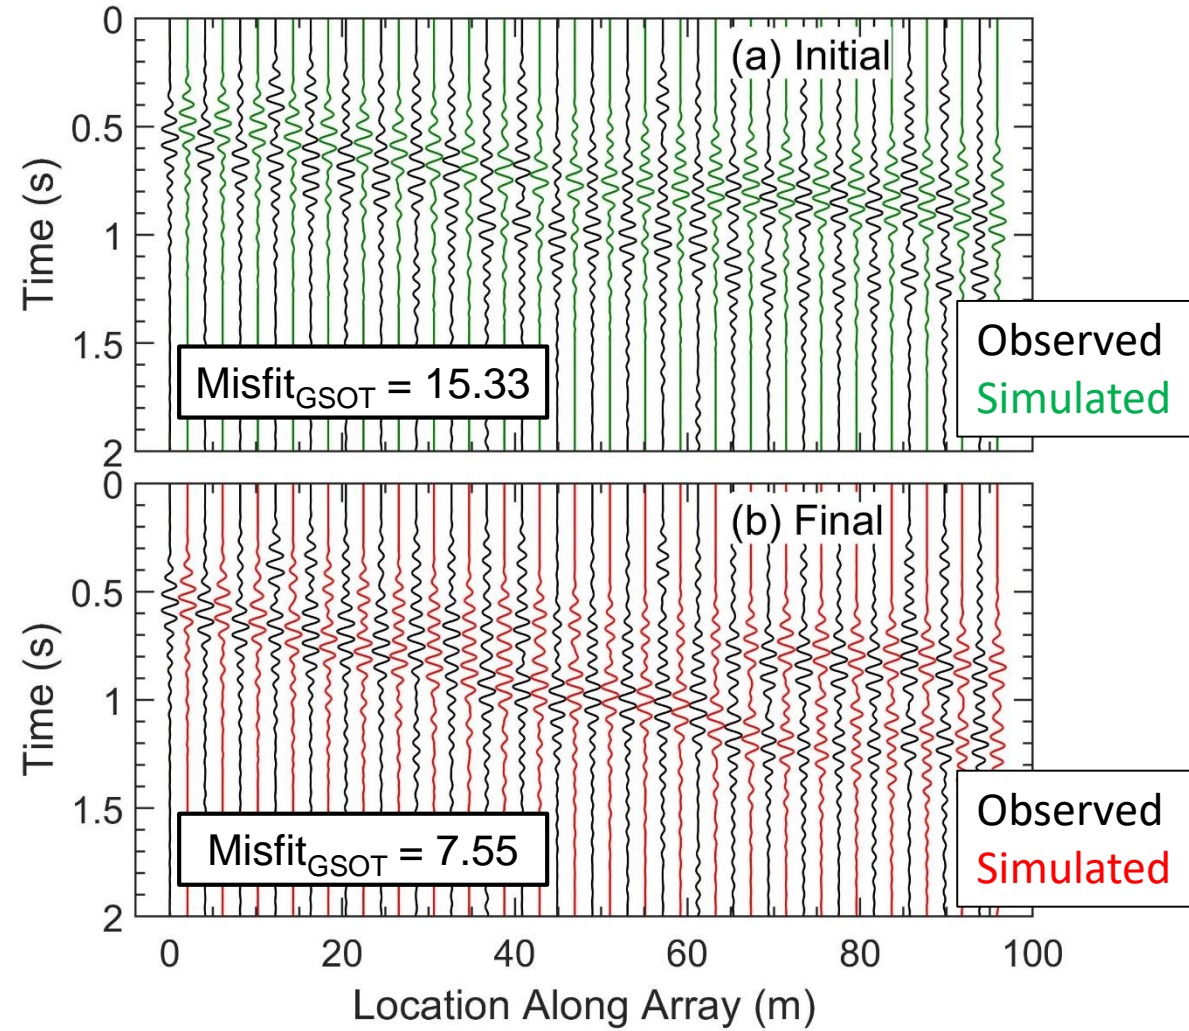 0
(a) Initial
0.5
Time (s)
1
1.5
Observed
Simulated
Misfit_GSOT = 15.33
2
0
(b) Final
0.5
Time (s)
1
1.5
Observed
Simulated
Misfit_GSOT = 7.55
2
0 20 40 60 80 100
Location Along Array (m)